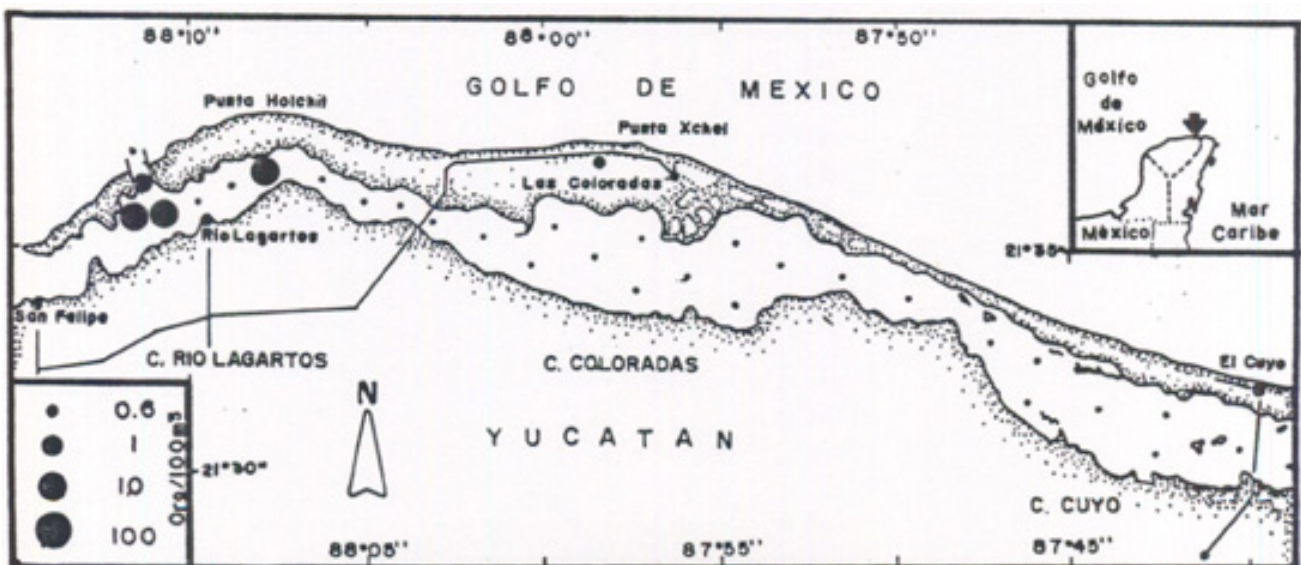 88°10''
86°00''
87°50''
GOLFO DE MEXICO
Punta Holchit
Punta Xchel
Las Coloradas
Rio Lagartos
San Felipe
C. RIO LAGARTOS
C. COLORADAS
El Cuyo
C. CUYO
YUCATAN
N
Golfo
de
México
México
Mar
Caribe
21°35'
21°30''
0.6
1
10
100
Org/100m³
88°05''
87°55''
87°45''